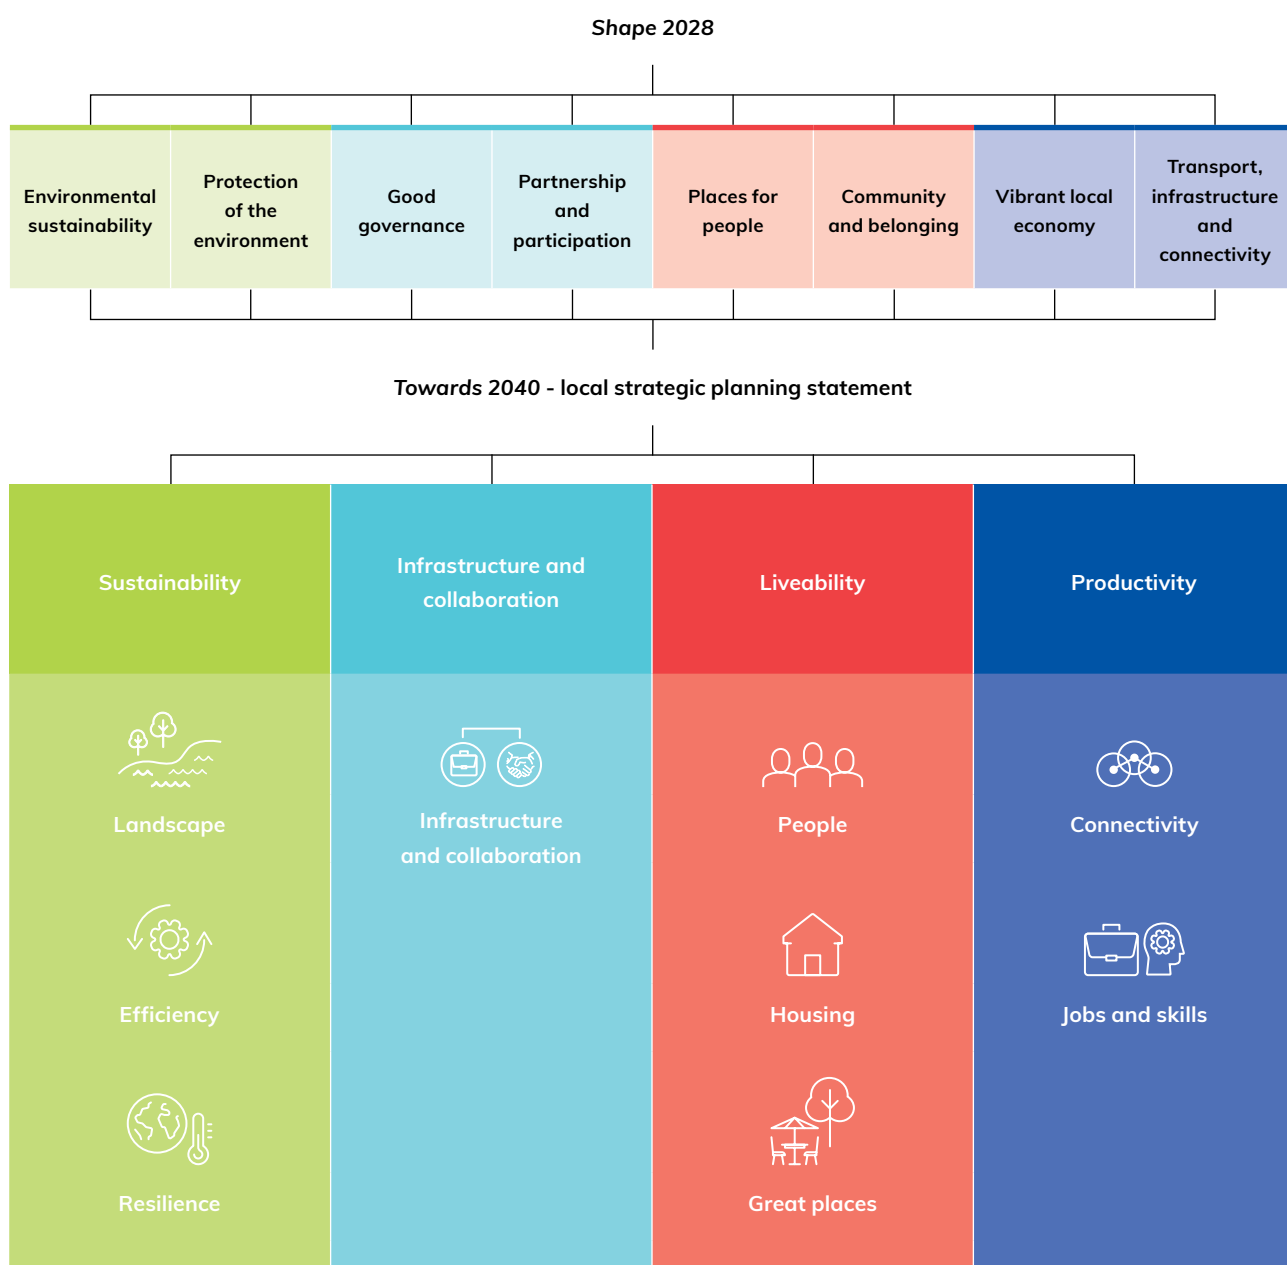 Shape 2028
Environmental
sustainability
Protection
of the
environment
Good
governance
Partnership
and
participation
Places for
people
Community
and belonging
Vibrant local
economy
Transport,
infrastructure
and
connectivity
Towards 2040 - local strategic planning statement
Sustainability
Infrastructure and
collaboration
Liveability
Productivity
Landscape
Efficiency
Resilience
Infrastructure
and collaboration
People
Housing
Great places
Connectivity
Jobs and skills